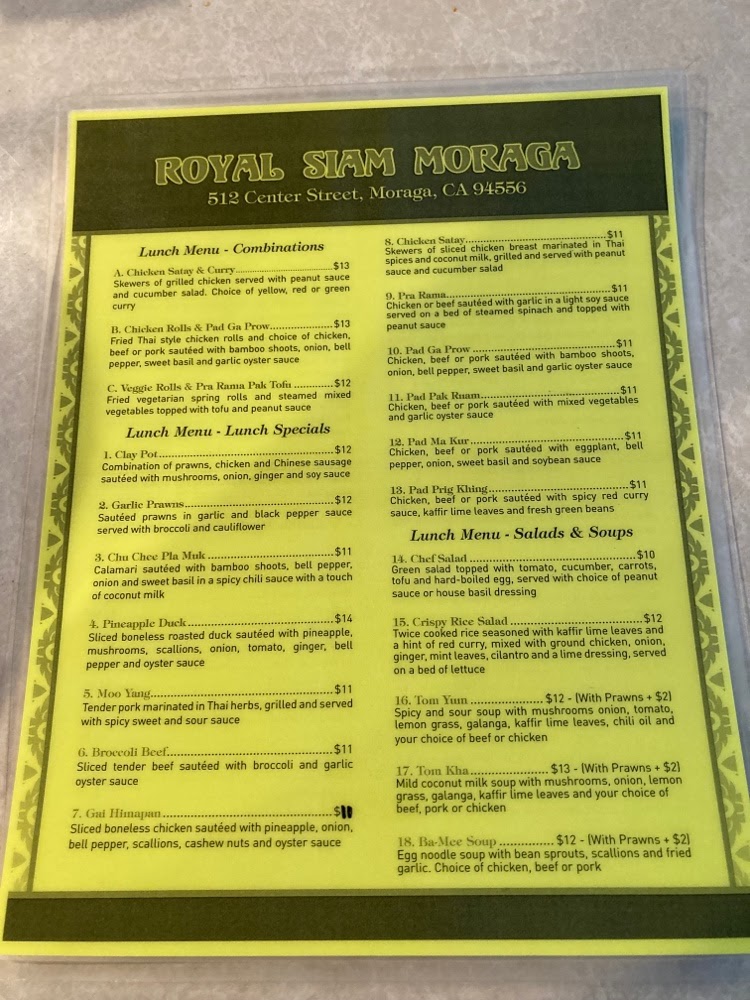 ROYAL SIAM MORAGA
512 Center Street, Moraga, CA 94556
Lunch Menu - Combinations
A. Chicken Satay & Curry..............................$13
Skewers of grilled chicken served with peanut sauce
and cucumber salad. Choice of yellow, red or green
curry
B. Chicken Rolls & Pad Ga Prow....................$13
Fried Thai style chicken rolls and choice of chicken,
beef or pork sautéed with bamboo shoots, onion, bell
pepper, sweet basil and garlic oyster sauce
C. Veggie Rolls & Pra Rama Pak Tofu ............$12
Fried vegetarian spring rolls and steamed mixed
vegetables topped with tofu and peanut sauce
Lunch Menu - Lunch Specials
1. Clay Pot......................................................$12
Combination of prawns, chicken and Chinese sausage
sautéed with mushrooms, onion, ginger and soy sauce
2. Garlic Prawns..............................................$12
Sautéed prawns in garlic and black pepper sauce
served with broccoli and cauliflower
3. Chu Chee Pla Muk .......................................$11
Calamari sautéed with bamboo shoots, bell pepper,
onion and sweet basil in a spicy chili sauce with a touch
of coconut milk
4. Pineapple Duck............................................$14
Sliced boneless roasted duck sautéed with pineapple,
mushrooms, scallions, onion, tomato, ginger, bell
pepper and oyster sauce
5. Moo Yang.....................................................$11
Tender pork marinated in Thai herbs, grilled and served
with spicy sweet and sour sauce
6. Broccoli Beef................................................$11
Sliced tender beef sautéed with broccoli and garlic
oyster sauce
7. Gai Himapan ................................................$11
Sliced boneless chicken sautéed with pineapple, onion,
bell pepper, scallions, cashew nuts and oyster sauce
8. Chicken Satay..............................................$11
Skewers of sliced chicken breast marinated in Thai
spices and coconut milk, grilled and served with peanut
sauce and cucumber salad
9. Pra Rama.....................................................$11
Chicken or beef sautéed with garlic in a light soy sauce
served on a bed of steamed spinach and topped with
peanut sauce
10. Pad Ga Prow ..............................................$11
Chicken, beef or pork sautéed with bamboo shoots,
onion, bell pepper, sweet basil and garlic oyster sauce
11. Pad Pak Ruam............................................$11
Chicken, beef or pork sautéed with mixed vegetables
and garlic oyster sauce
12. Pad Ma Kur ................................................$11
Chicken, beef or pork sautéed with eggplant, bell
pepper, onion, sweet basil and soybean sauce
13. Pad Prig Khing ...........................................$11
Chicken, beef or pork sautéed with spicy red curry
sauce, kaffir lime leaves and fresh green beans
Lunch Menu - Salads & Soups
14. Chef Salad ..................................................$10
Green salad topped with tomato, cucumber, carrots,
tofu and hard-boiled egg, served with choice of peanut
sauce or house basil dressing
15. Crispy Rice Salad .......................................$12
Twice cooked rice seasoned with kaffir lime leaves and
a hint of red curry, mixed with ground chicken, onion,
ginger, mint leaves, cilantro and a lime dressing, served
on a bed of lettuce
16. Tom Yum ..................... $12 - (With Prawns + $2)
Spicy and sour soup with mushrooms onion, tomato,
lemon grass, galanga, kaffir lime leaves, chili oil and
your choice of beef or chicken
17. Tom Kha...................... $13 - (With Prawns + $2)
Mild coconut milk soup with mushrooms, onion, lemon
grass, galanga, kaffir lime leaves and your choice of
beef, pork or chicken
18. Ba-Mee Soup ............... $12 - (With Prawns + $2)
Egg noodle soup with bean sprouts, scallions and fried
garlic. Choice of chicken, beef or pork